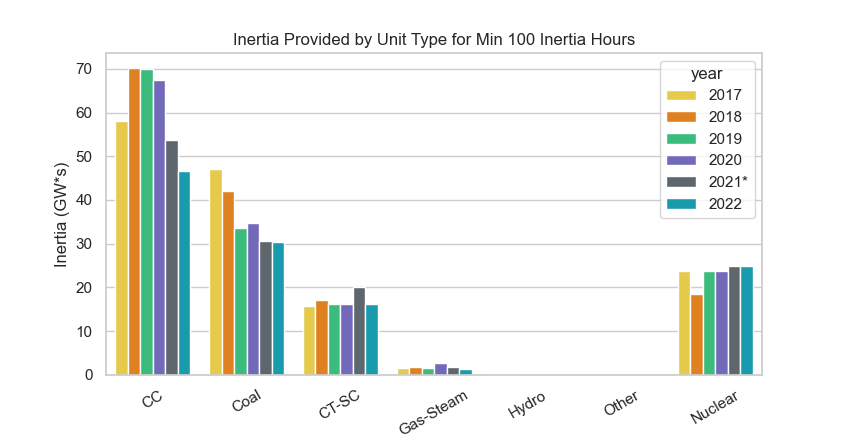 Inertia Provided by Unit Type for Min 100 Inertia Hours
Inertia (GW*s)
70
60
50
40
30
20
10
0
CC
Coal
CT-SC
Gas-Steam
Hydro
Other
Nuclear
year
2017
2018
2019
2020
2021*
2022